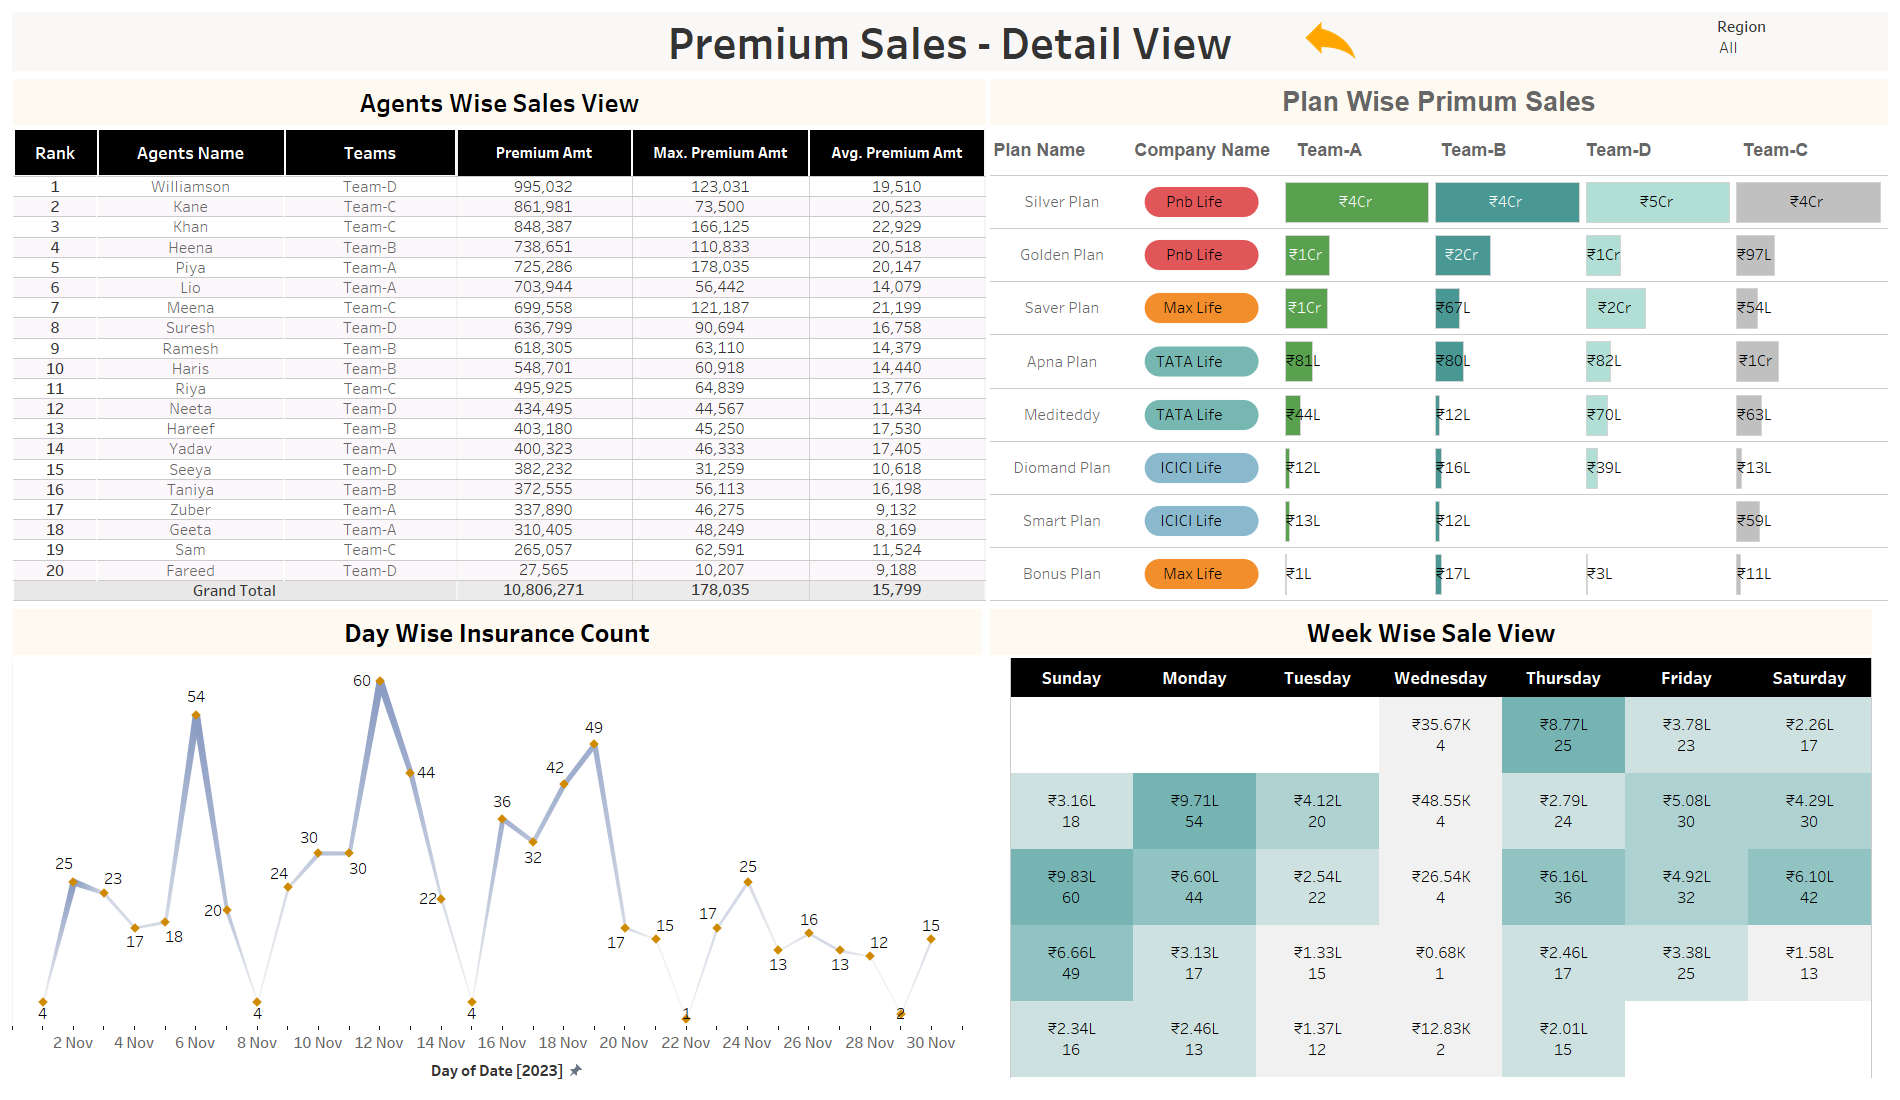 Premium Sales - Detail View
Region
All
Agents Wise Sales View
Rank Agents Name Teams Premium Amt Max. Premium Amt Avg. Premium Amt
1 Williamson Team-D 995,032 123,031 19,510
2 Kane Team-C 861,981 73,500 20,523
3 Khan Team-C 848,387 166,125 22,929
4 Heena Team-B 738,651 110,833 20,518
5 Piya Team-A 725,286 178,035 20,147
6 Lio Team-A 703,944 56,442 14,079
7 Meena Team-C 699,558 121,187 21,199
8 Suresh Team-D 636,799 90,694 16,758
9 Ramesh Team-B 618,305 63,110 14,379
10 Haris Team-B 548,701 60,918 14,440
11 Riya Team-C 495,925 64,839 13,776
12 Neeta Team-D 434,495 44,567 11,434
13 Hareef Team-B 403,180 45,250 17,530
14 Yadav Team-A 400,323 46,333 17,405
15 Seeya Team-D 382,232 31,259 10,618
16 Taniya Team-B 372,555 56,113 16,198
17 Zuber Team-A 337,890 46,275 9,132
18 Geeta Team-A 310,405 48,249 8,169
19 Sam Team-C 265,057 62,591 11,524
20 Fareed Team-D 27,565 10,207 9,188
Grand Total 10,806,271 178,035 15,799
Plan Wise Primum Sales
Plan Name Company Name Team-A Team-B Team-D Team-C
Silver Plan Pnb Life ₹4Cr ₹4Cr ₹5Cr ₹4Cr
Golden Plan Pnb Life ₹1Cr ₹2Cr ₹1Cr ₹97L
Saver Plan Max Life ₹1Cr ₹67L ₹2Cr ₹54L
Apna Plan TATA Life ₹81L ₹80L ₹82L ₹1Cr
Mediteddy TATA Life ₹44L ₹12L ₹70L ₹63L
Diomand Plan ICICI Life ₹12L ₹16L ₹39L ₹13L
Smart Plan ICICI Life ₹13L ₹12L ₹59L
Bonus Plan Max Life ₹1L ₹17L ₹3L ₹11L
Day Wise Insurance Count
4 25 23 17 18 54 20 4 24 30 30 60 44 22 4 36 32 42 49 17 15 1 17 25 13 16 13 12 2 15
2 Nov 4 Nov 6 Nov 8 Nov 10 Nov 12 Nov 14 Nov 16 Nov 18 Nov 20 Nov 22 Nov 24 Nov 26 Nov 28 Nov 30 Nov
Day of Date [2023]
Week Wise Sale View
Sunday Monday Tuesday Wednesday Thursday Friday Saturday
₹35.67K ₹8.77L ₹3.78L ₹2.26L
4 25 23 17
₹3.16L ₹9.71L ₹4.12L ₹48.55K ₹2.79L ₹5.08L ₹4.29L
18 54 20 4 24 30 30
₹9.83L ₹6.60L ₹2.54L ₹26.54K ₹6.16L ₹4.92L ₹6.10L
60 44 22 4 36 32 42
₹6.66L ₹3.13L ₹1.33L ₹0.68K ₹2.46L ₹3.38L ₹1.58L
49 17 15 1 17 25 13
₹2.34L ₹2.46L ₹1.37L ₹12.83K ₹2.01L
16 13 12 2 15